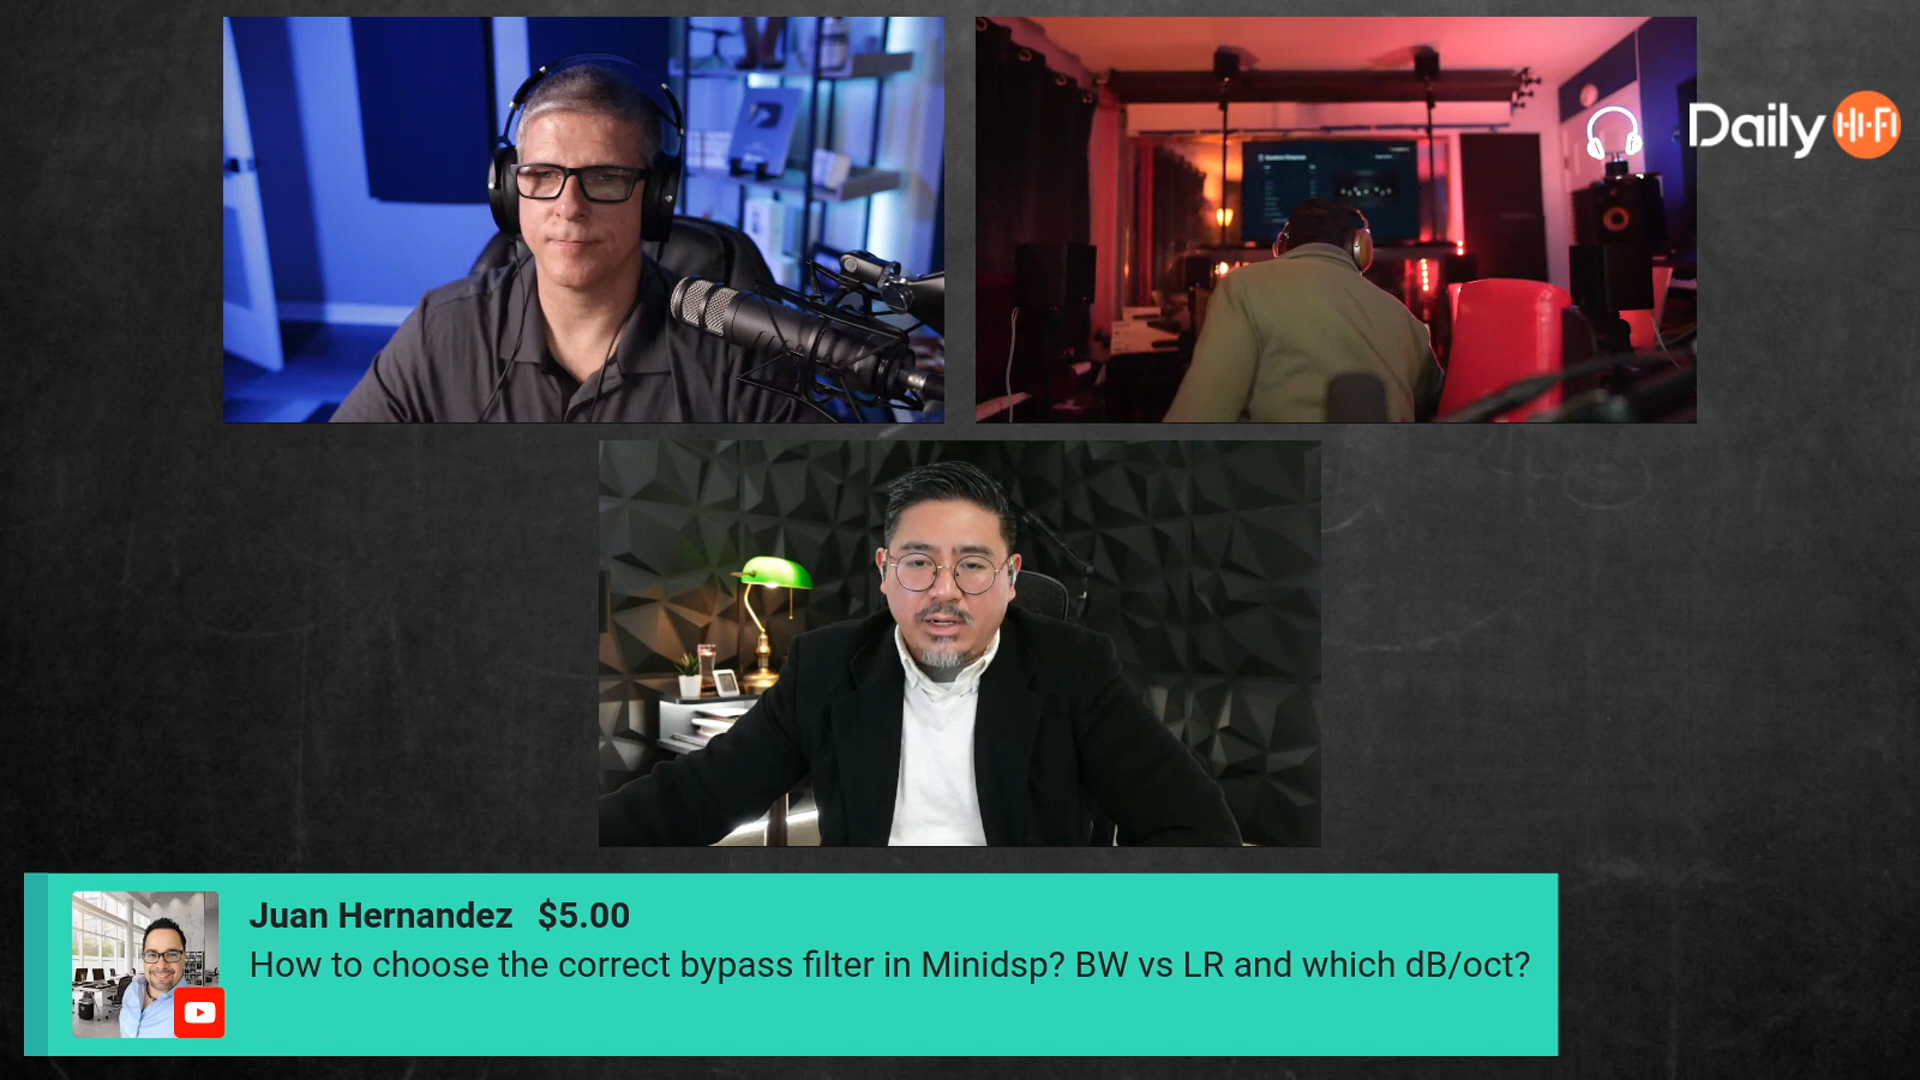 Daily HI-FI
Juan Hernandez $5.00
How to choose the correct bypass filter in Minidsp? BW vs LR and which dB/oct?